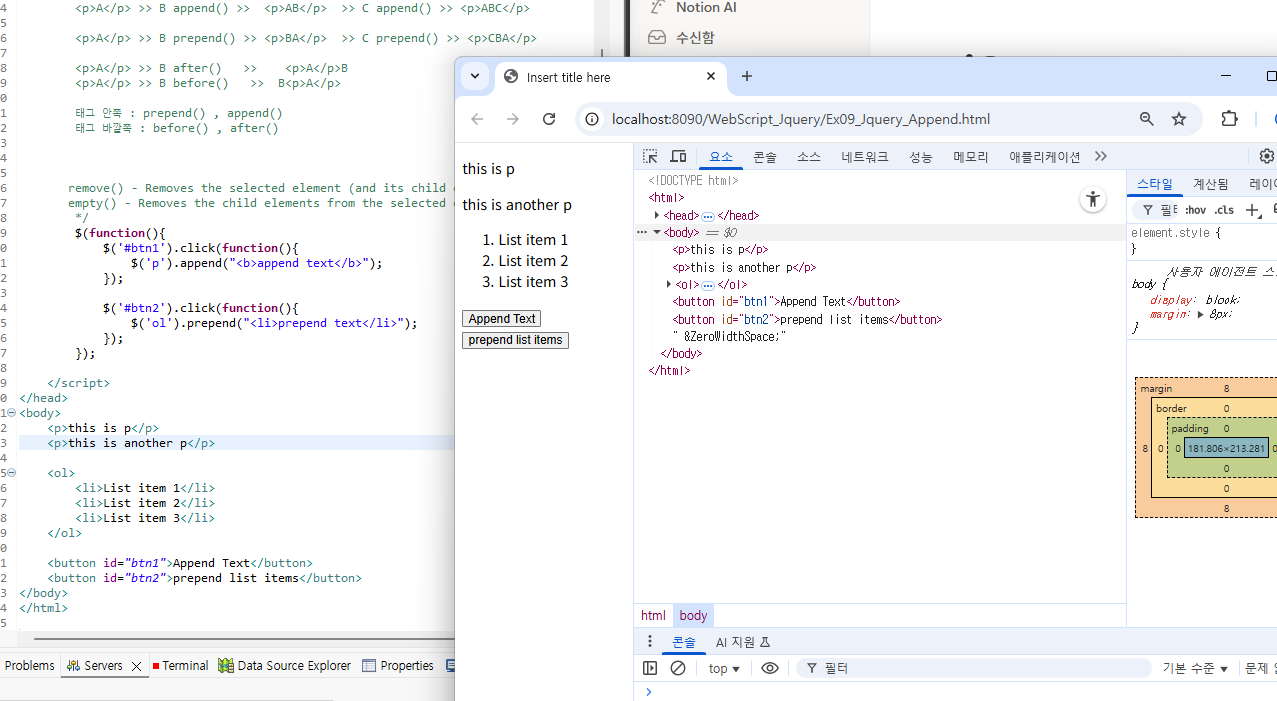 4 <p>A</p> >> B append() >> <p>AB</p> >> C append() >> <p>ABC</p>
5
6 <p>A</p> >> B prepend() >> <p>BA</p> >> C prepend() >> <p>CBA</p>
7
8 <p>A</p> >> B after() >> <p>A</p>B
9 <p>A</p> >> B before() >> B<p>A</p>
0
1 태그 안쪽 : prepend() , append()
2 태그 바깥쪽 : before() , after()
3
4
5
6 remove() - Removes the selected element (and its child
7 empty() - Removes the child elements from the selected
8 */
9 $(function(){
0 $('#btn1').click(function(){
1 $('p').append("<b>append text</b>");
2 });
3
4 $('#btn2').click(function(){
5 $('ol').prepend("<li>prepend text</li>");
6 });
7 });
8
9 </script>
0 </head>
1 <body>
2 <p>this is p</p>
3 <p>this is another p</p>
4
5 <ol>
6 <li>List item 1</li>
7 <li>List item 2</li>
8 <li>List item 3</li>
9 </ol>
0
1 <button id="btn1">Append Text</button>
2 <button id="btn2">prepend list items</button>
3 </body>
4 </html>
5
Problems Servers Terminal Data Source Explorer Properties
Notion AI
수신함
Insert title here
localhost:8090/WebScript_Jquery/Ex09_Jquery_Append.html
this is p
this is another p
1. List item 1
2. List item 2
3. List item 3
Append Text
prepend list items
요소 콘솔 소스 네트워크 성능 메모리 애플리케이션
<!DOCTYPE html>
<html>
<head> ⋯ </head>
⋯ <body> == $0
<p>this is p</p>
<p>this is another p</p>
<ol> ⋯ </ol>
<button id="btn1">Append Text</button>
<button id="btn2">prepend list items</button>
" &ZeroWidthSpace;"
</body>
</html>
html body
스타일 계산됨 레이
필 :hov .cls
element.style {
}
사용자 에이전트 스
body {
display: block;
margin: ▶ 8px;
}
margin 8
border 0
padding 0
8 0 0 181.806×213.281 0
0
0
8
콘솔 AI 지원
top 필터 기본 수준 문제